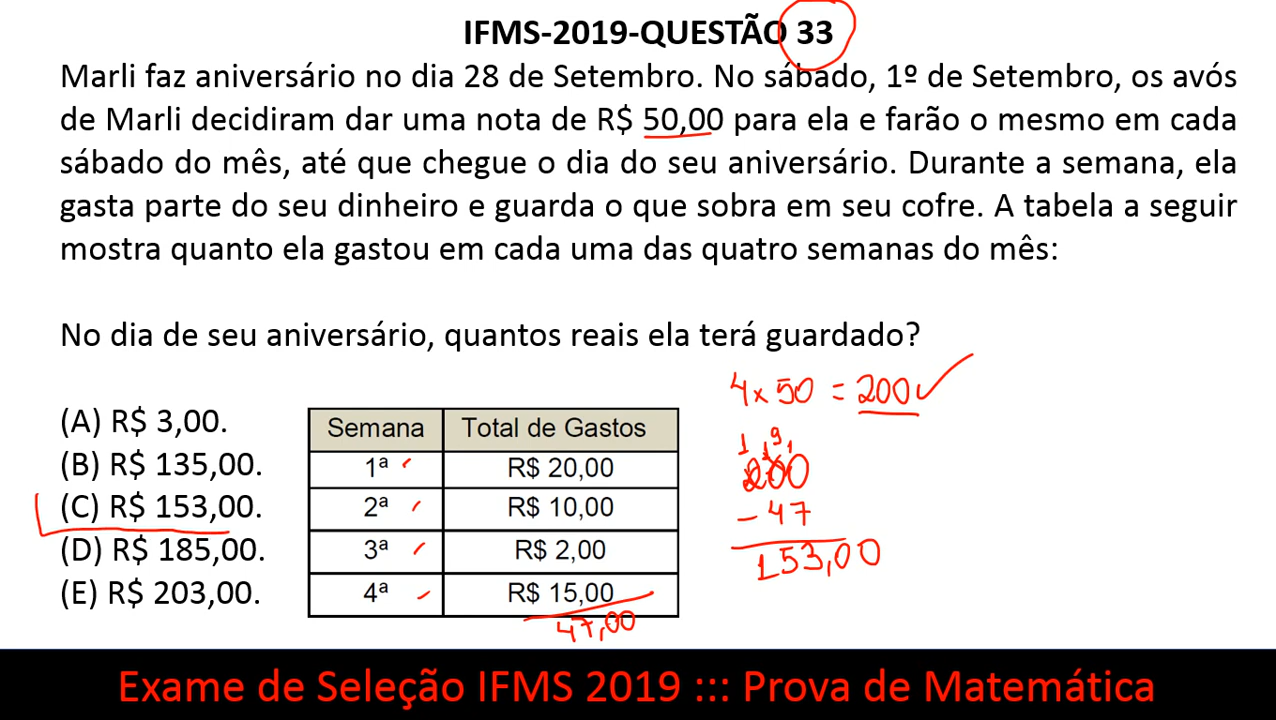 IFMS-2019-QUESTÃO 33
Marli faz aniversário no dia 28 de Setembro. No sábado, 1º de Setembro, os avós
de Marli decidiram dar uma nota de R$ 50,00 para ela e farão o mesmo em cada
sábado do mês, até que chegue o dia do seu aniversário. Durante a semana, ela
gasta parte do seu dinheiro e guarda o que sobra em seu cofre. A tabela a seguir
mostra quanto ela gastou em cada uma das quatro semanas do mês:
No dia de seu aniversário, quantos reais ela terá guardado?
(A) R$ 3,00.
(B) R$ 135,00.
(C) R$ 153,00.
(D) R$ 185,00.
(E) R$ 203,00.
Semana Total de Gastos
1ª R$ 20,00
2ª R$ 10,00
3ª R$ 2,00
4ª R$ 15,00
47,00
4x50 = 200
1 9
200
- 47
153,00
Exame de Seleção IFMS 2019 ::: Prova de Matemática